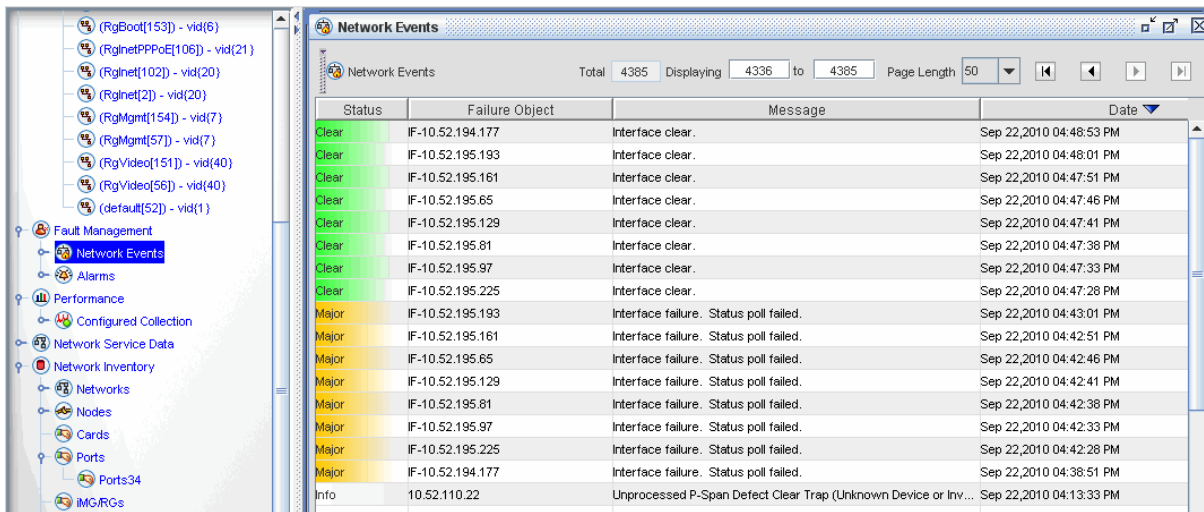 (RgBoot[153]) - vid{6}
(RgInetPPPoE[106]) - vid{21}
(RgInet[102]) - vid{20}
(RgInet[2]) - vid{20}
(RgMgmt[154]) - vid{7}
(RgMgmt[57]) - vid{7}
(RgVideo[151]) - vid{40}
(RgVideo[56]) - vid{40}
(default[52]) - vid{1}
Fault Management
Network Events
Alarms
Performance
Configured Collection
Network Service Data
Network Inventory
Networks
Nodes
Cards
Ports
Ports34
iMG/RGs
Network Events
Network Events Total 4385 Displaying 4336 to 4385 Page Length 50
Status Failure Object Message Date
Clear IF-10.52.194.177 Interface clear. Sep 22,2010 04:48:53 PM
Clear IF-10.52.195.193 Interface clear. Sep 22,2010 04:48:01 PM
Clear IF-10.52.195.161 Interface clear. Sep 22,2010 04:47:51 PM
Clear IF-10.52.195.65 Interface clear. Sep 22,2010 04:47:46 PM
Clear IF-10.52.195.129 Interface clear. Sep 22,2010 04:47:41 PM
Clear IF-10.52.195.81 Interface clear. Sep 22,2010 04:47:38 PM
Clear IF-10.52.195.97 Interface clear. Sep 22,2010 04:47:33 PM
Clear IF-10.52.195.225 Interface clear. Sep 22,2010 04:47:28 PM
Major IF-10.52.195.193 Interface failure. Status poll failed. Sep 22,2010 04:43:01 PM
Major IF-10.52.195.161 Interface failure. Status poll failed. Sep 22,2010 04:42:51 PM
Major IF-10.52.195.65 Interface failure. Status poll failed. Sep 22,2010 04:42:46 PM
Major IF-10.52.195.129 Interface failure. Status poll failed. Sep 22,2010 04:42:41 PM
Major IF-10.52.195.81 Interface failure. Status poll failed. Sep 22,2010 04:42:38 PM
Major IF-10.52.195.97 Interface failure. Status poll failed. Sep 22,2010 04:42:33 PM
Major IF-10.52.195.225 Interface failure. Status poll failed. Sep 22,2010 04:42:28 PM
Major IF-10.52.194.177 Interface failure. Status poll failed. Sep 22,2010 04:38:51 PM
Info 10.52.110.22 Unprocessed P-Span Defect Clear Trap (Unknown Device or Inv... Sep 22,2010 04:13:33 PM